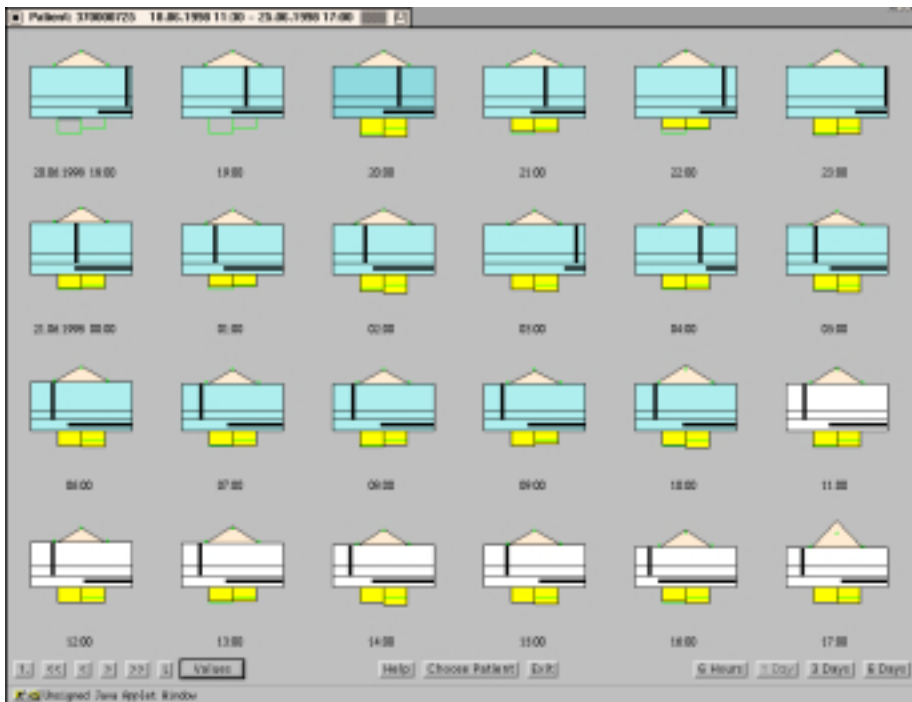 Patient: 370000725 18.06.1998 11:00 - 25.06.1998 17:00
20.06.1998 18:00 19:00 20:00 21:00 22:00 23:00
21.06.1998 00:00 01:00 02:00 03:00 04:00 05:00
06:00 07:00 08:00 09:00 10:00 11:00
12:00 13:00 14:00 15:00 16:00 17:00
<< < > >> Values Help Choose Patient Exit 6 Hours 1 Day 3 Days 6 Days
Unsigned Java Applet Window